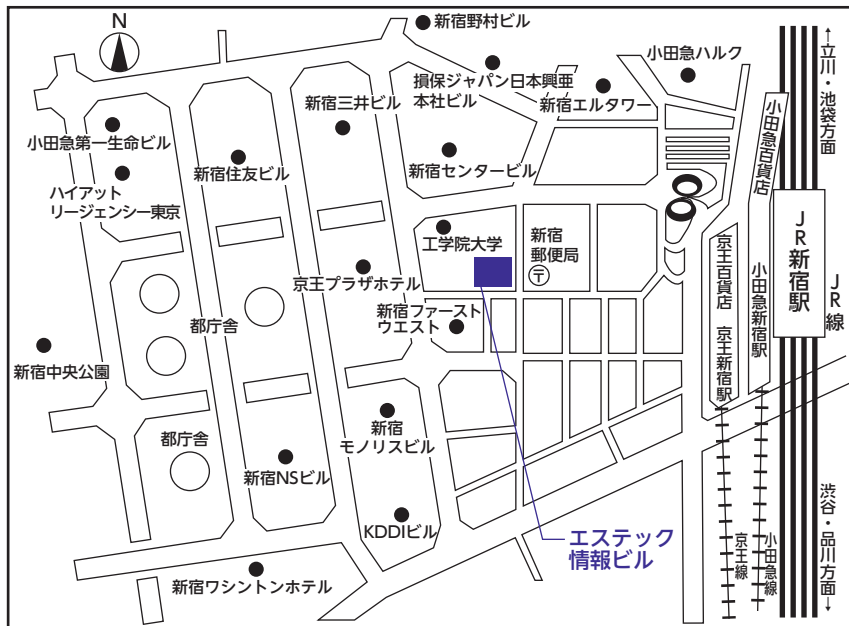 N
新宿野村ビル
小田急ハルク
損保ジャパン日本興亜
本社ビル
新宿エルタワー
新宿三井ビル
小田急第一生命ビル
新宿住友ビル
新宿センタービル
ハイアット
リージェンシー東京
工学院大学
新宿
郵便局
〒
京王プラザホテル
新宿ファースト
ウエスト
都庁舎
新宿中央公園
都庁舎
新宿
モノリスビル
新宿NSビル
KDDIビル
エステック
情報ビル
新宿ワシントンホテル
小田急百貨店
京王百貨店 京王新宿駅
小田急新宿駅
JR新宿駅
JR線
←立川・池袋方面
渋谷・品川方面→
京王線
小田急線